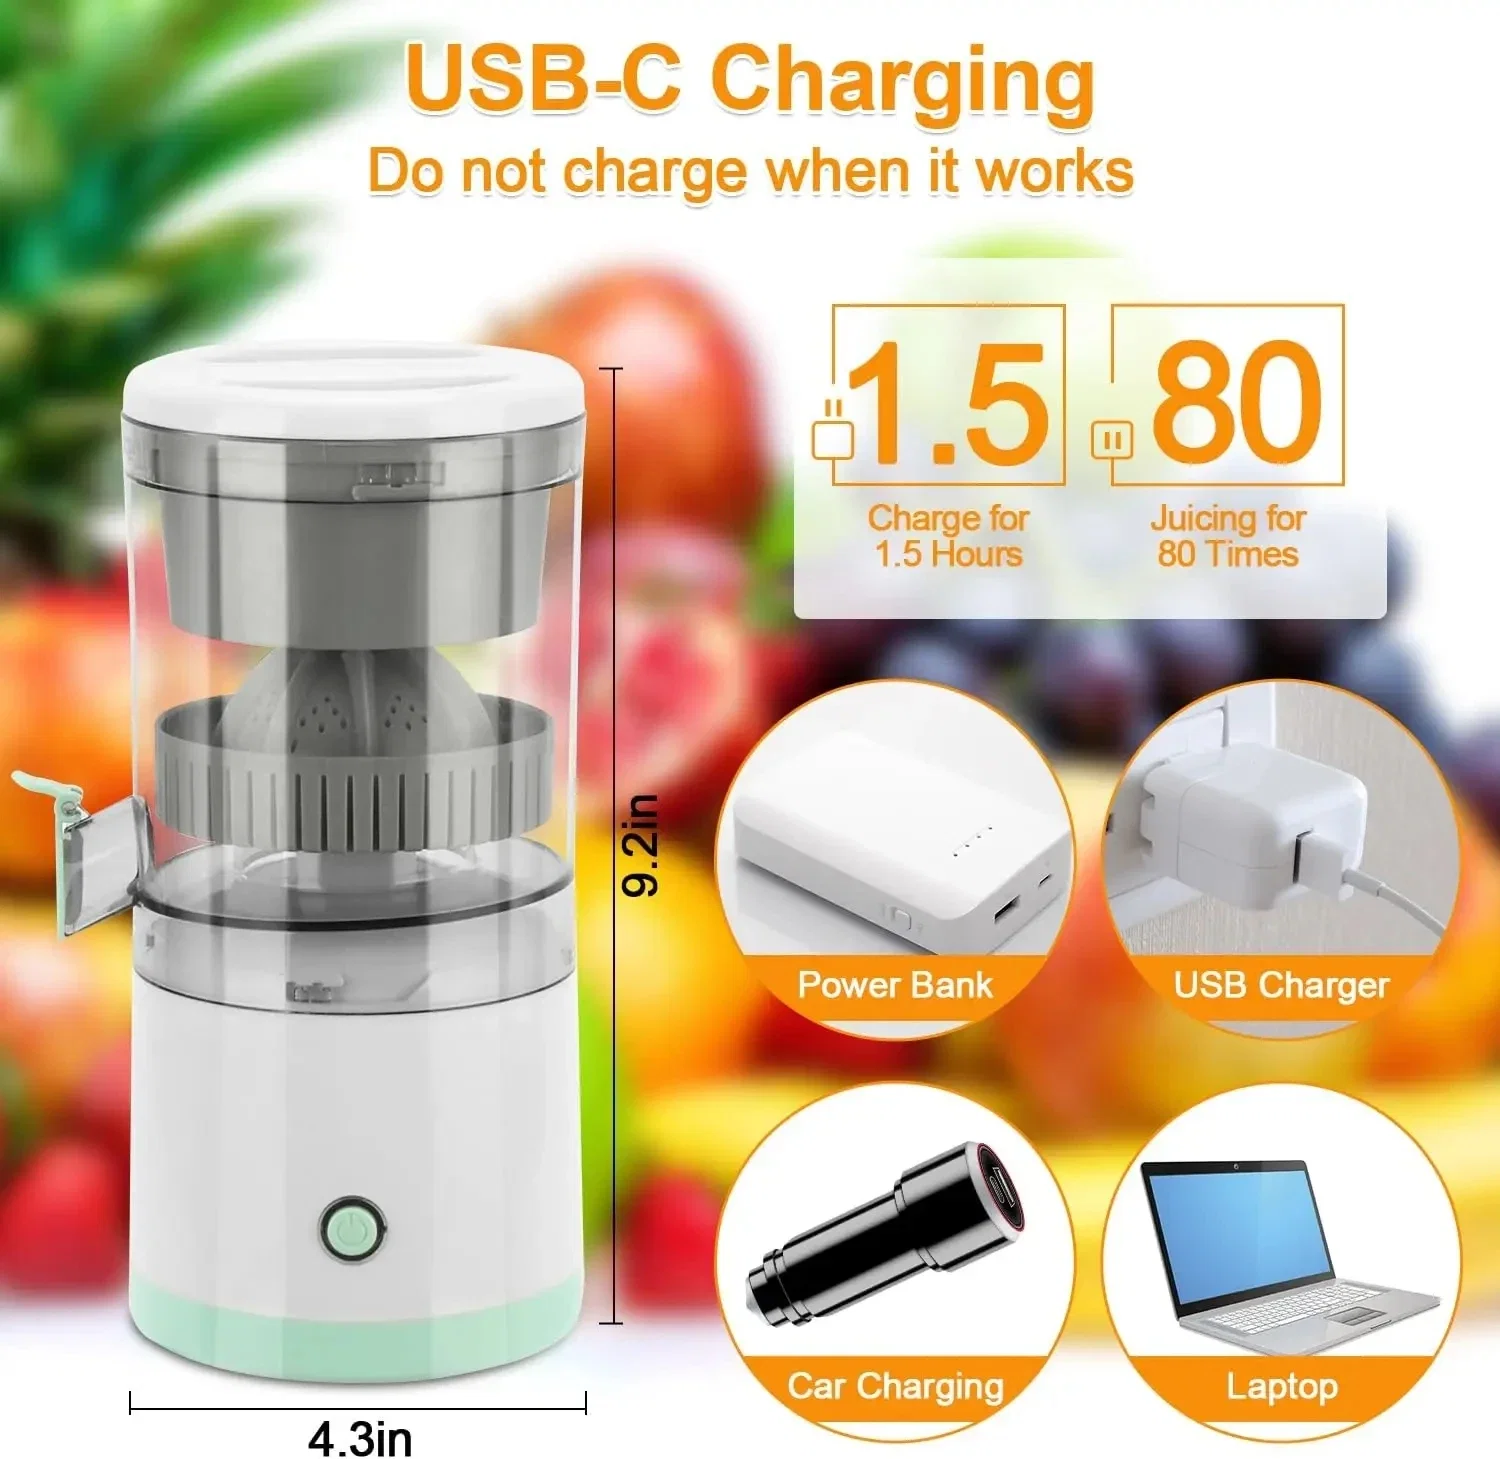 USB-C Charging
Do not charge when it works
1.5
Charge for
1.5 Hours
80
Juicing for
80 Times
9.2in
4.3in
Power Bank
USB Charger
Car Charging
Laptop